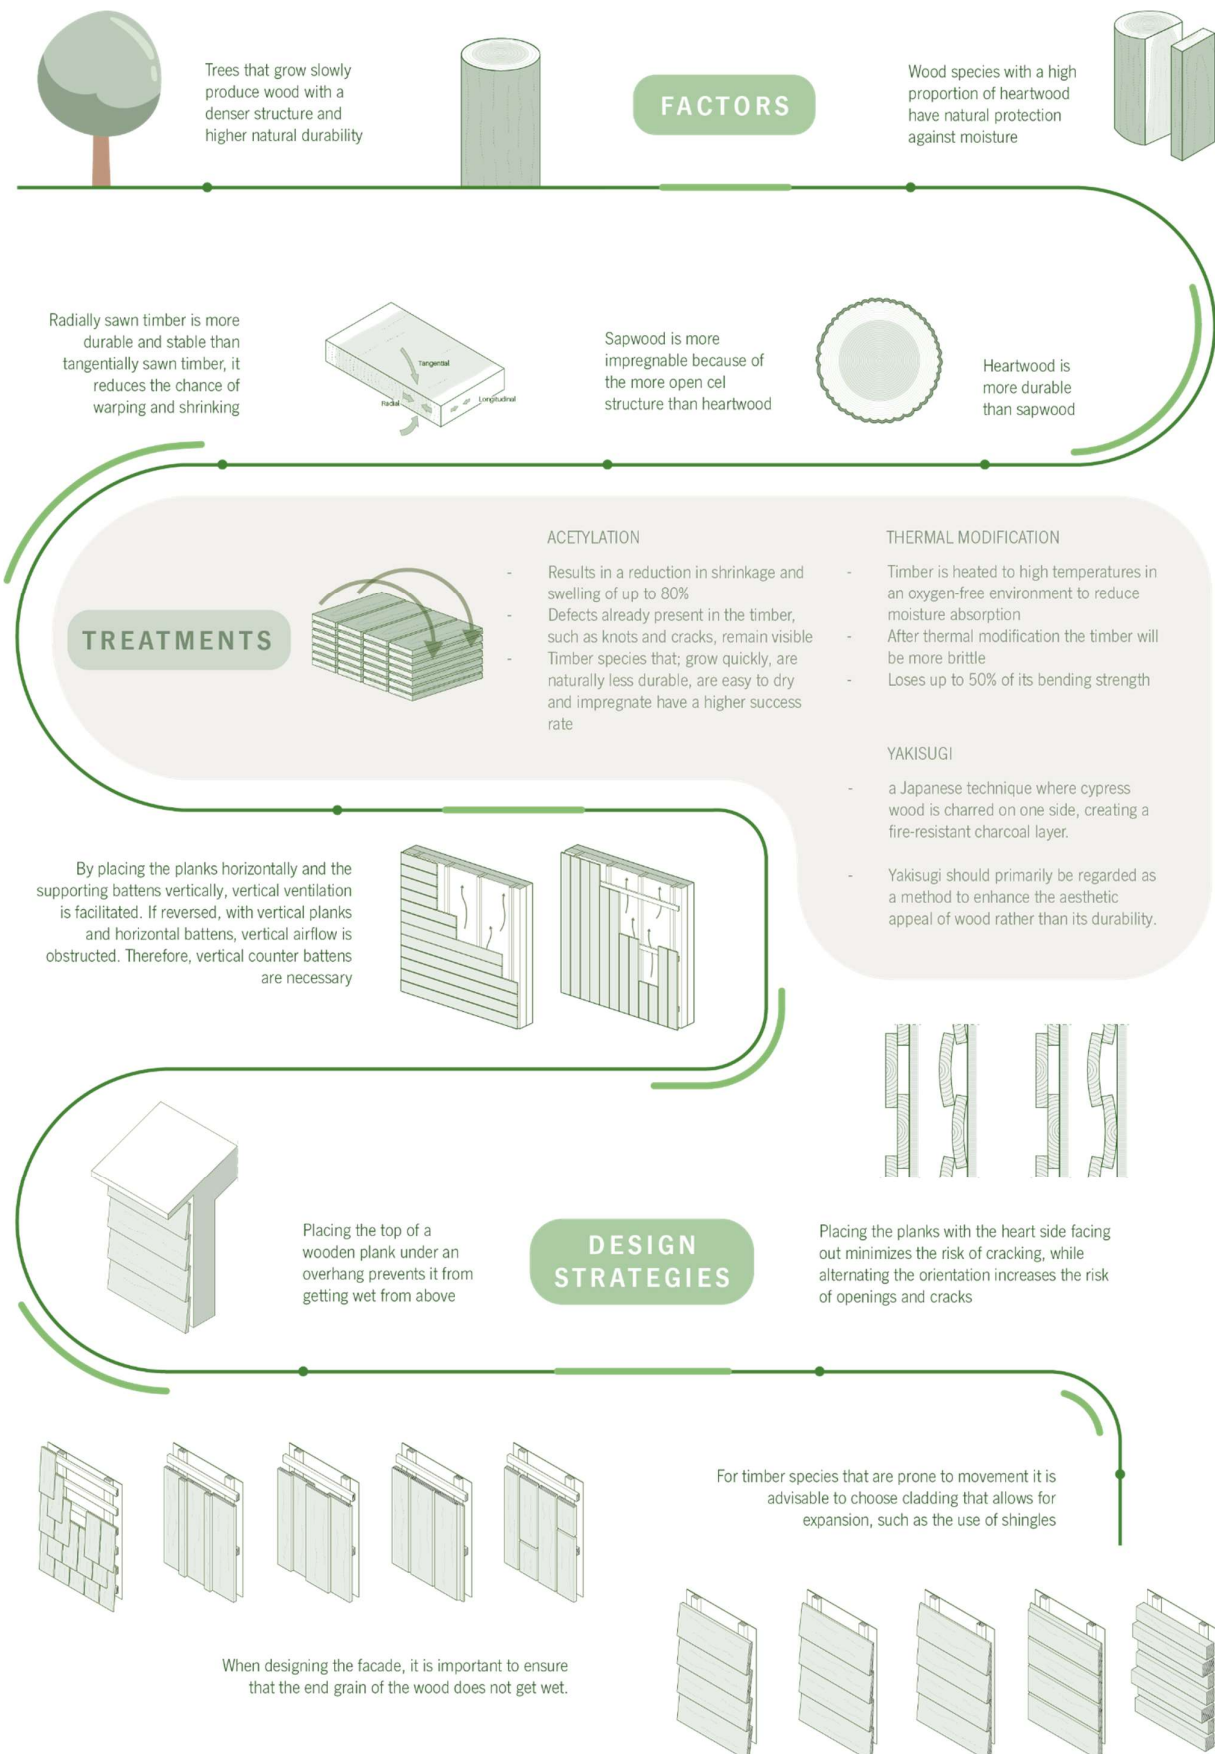 Trees that grow slowly
produce wood with a
denser structure and
higher natural durability
FACTORS
Wood species with a high
proportion of heartwood
have natural protection
against moisture
Radially sawn timber is more
durable and stable than
tangentially sawn timber, it
reduces the chance of
warping and shrinking
Tangential
Radial
Longitudinal
Sapwood is more
impregnable because of
the more open cel
structure than heartwood
Heartwood is
more durable
than sapwood
TREATMENTS
ACETYLATION
- Results in a reduction in shrinkage and
swelling of up to 80%
- Defects already present in the timber,
such as knots and cracks, remain visible
- Timber species that; grow quickly, are
naturally less durable, are easy to dry
and impregnate have a higher success
rate
THERMAL MODIFICATION
- Timber is heated to high temperatures in
an oxygen-free environment to reduce
moisture absorption
- After thermal modification the timber will
be more brittle
- Loses up to 50% of its bending strength
YAKISUGI
- a Japanese technique where cypress
wood is charred on one side, creating a
fire-resistant charcoal layer.
- Yakisugi should primarily be regarded as
a method to enhance the aesthetic
appeal of wood rather than its durability.
By placing the planks horizontally and the
supporting battens vertically, vertical ventilation
is facilitated. If reversed, with vertical planks
and horizontal battens, vertical airflow is
obstructed. Therefore, vertical counter battens
are necessary
Placing the top of a
wooden plank under an
overhang prevents it from
getting wet from above
DESIGN
STRATEGIES
Placing the planks with the heart side facing
out minimizes the risk of cracking, while
alternating the orientation increases the risk
of openings and cracks
For timber species that are prone to movement it is
advisable to choose cladding that allows for
expansion, such as the use of shingles
When designing the facade, it is important to ensure
that the end grain of the wood does not get wet.